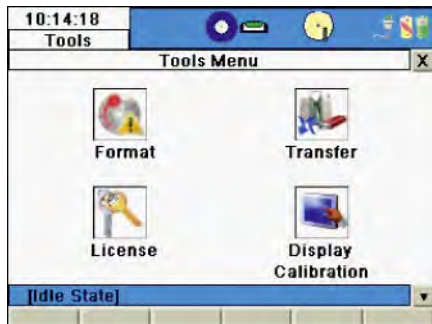 10:14:18
Tools
Tools Menu
X
Format
Transfer
License
Display
Calibration
[Idle State]